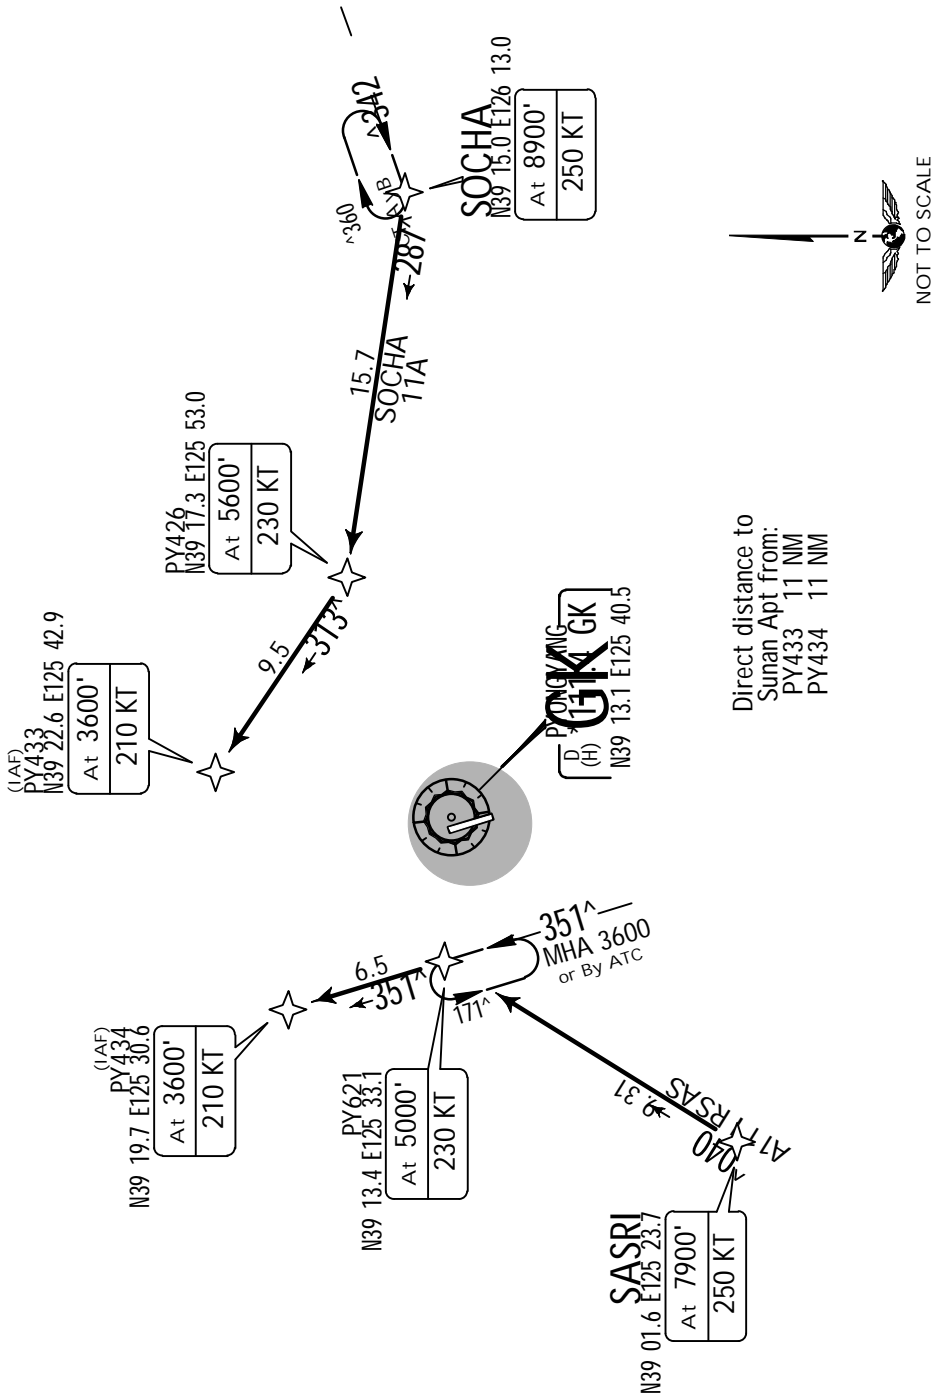 (IAF)
PY433
N39 22.6 E125 42.9
At 3600'
210 KT
PY426
N39 17.3 E125 53.0
At 5600'
230 KT
SOCHA
N39 15.0 E126 13.0
At 8900'
250 KT
^342
^360
←287
15.7
SOCHA
11A
9.5
←313^
PYONGYANG
D
(H)
GK
N39 13.1 E125 40.5
(IAF)
PY434
N39 19.7 E125 30.6
At 3600'
210 KT
6.5
←351^
351^
MHA 3600
or By ATC
171^
PY621
N39 13.4 E125 33.1
At 5000'
230 KT
040^
SASRI
N39 01.6 E125 23.7
At 7900'
250 KT
Direct distance to
Sunan Apt from:
PY433 11 NM
PY434 11 NM
N
NOT TO SCALE